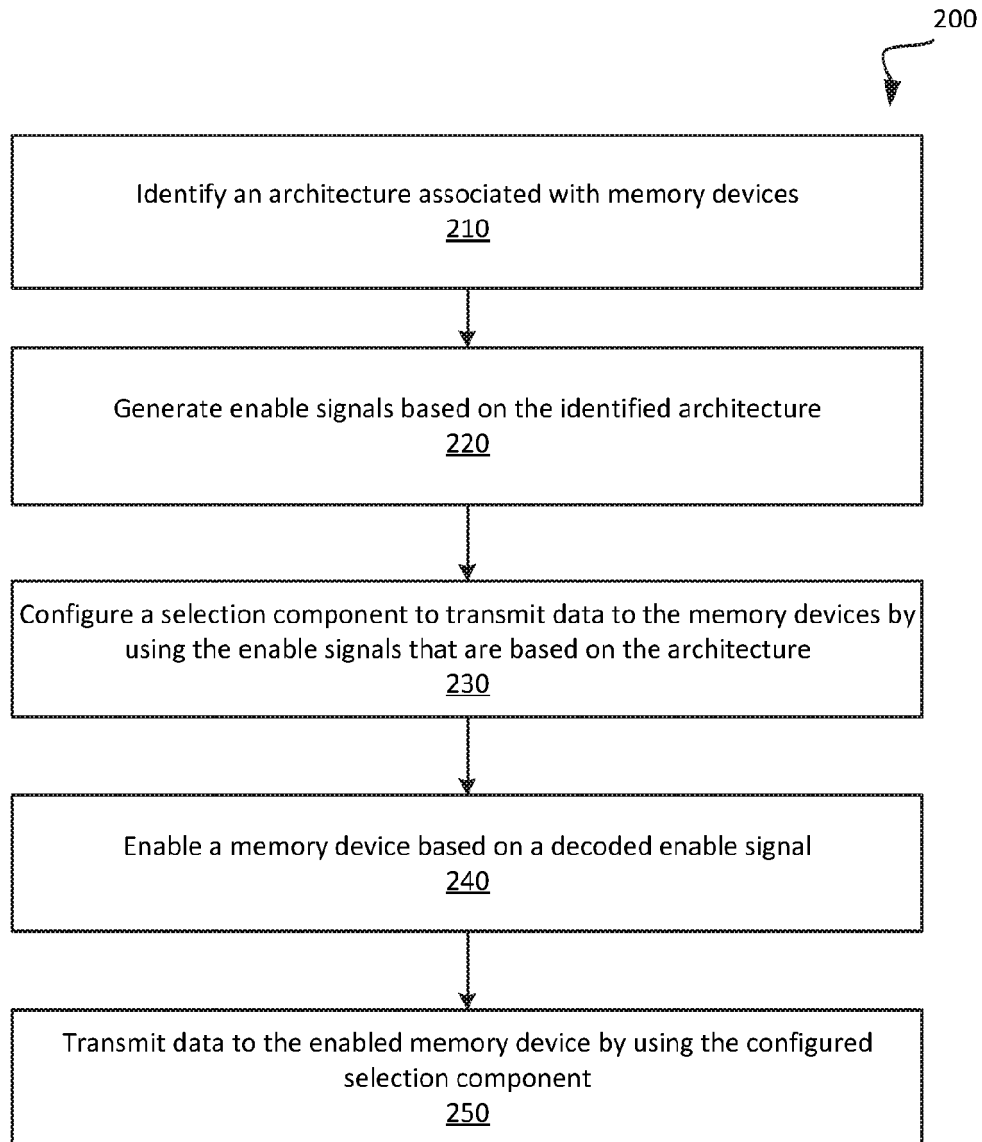 200
Identify an architecture associated with memory devices
210
Generate enable signals based on the identified architecture
220
Configure a selection component to transmit data to the memory devices by
using the enable signals that are based on the architecture
230
Enable a memory device based on a decoded enable signal
240
Transmit data to the enabled memory device by using the configured
selection component
250